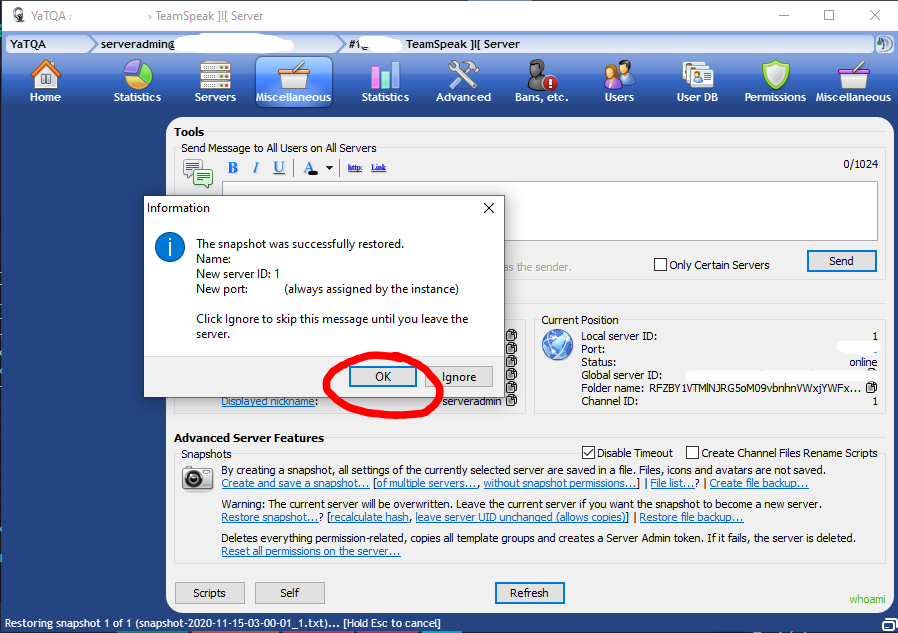 YaTQA : › TeamSpeak ]I[ Server
YaTQA serveradmin@ #1 TeamSpeak ]I[ Server
Home Statistics Servers Miscellaneous Statistics Advanced Bans, etc. Users User DB Permissions Miscellaneous
Tools
Send Message to All Users on All Servers
B I U A http Link 0/1024
as the sender. Only Certain Servers Send
Information
The snapshot was successfully restored.
Name:
New server ID: 1
New port: (always assigned by the instance)
Click Ignore to skip this message until you leave the
server.
OK Ignore
Displayed nickname: serveradmin
Current Position
Local server ID: 1
Port:
Status: online
Global server ID:
Folder name: RFZBY1VTMlNJRG5oM09vbnhnVWxjYWFx...
Channel ID: 1
Advanced Server Features
Snapshots Disable Timeout Create Channel Files Rename Scripts
By creating a snapshot, all settings of the currently selected server are saved in a file. Files, icons and avatars are not saved.
Create and save a snapshot... [of multiple servers..., without snapshot permissions...] | File list...? | Create file backup...
Warning: The current server will be overwritten. Leave the current server if you want the snapshot to become a new server.
Restore snapshot...? [recalculate hash, leave server UID unchanged (allows copies)] | Restore file backup...
Deletes everything permission-related, copies all template groups and creates a Server Admin token. If it fails, the server is deleted.
Reset all permissions on the server...
Scripts Self Refresh
whoami
Restoring snapshot 1 of 1 (snapshot-2020-11-15-03-00-01_1.txt)... [Hold Esc to cancel]